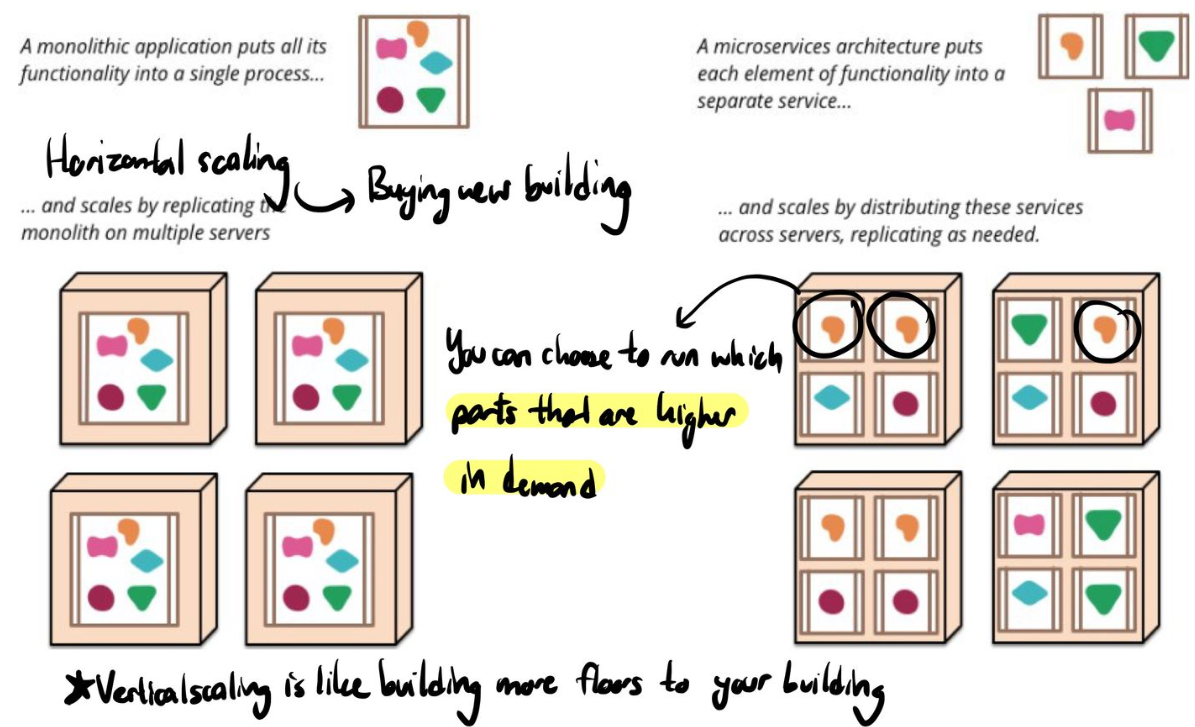 A monolithic application puts all its
functionality into a single process...
A microservices architecture puts
each element of functionality into a
separate service...
Horizontal scaling
Buying new building
... and scales by replicating the
monolith on multiple servers
... and scales by distributing these services
across servers, replicating as needed.
You can choose to run which
parts that are higher
in demand
*Vertical scaling is like building more floors to your building